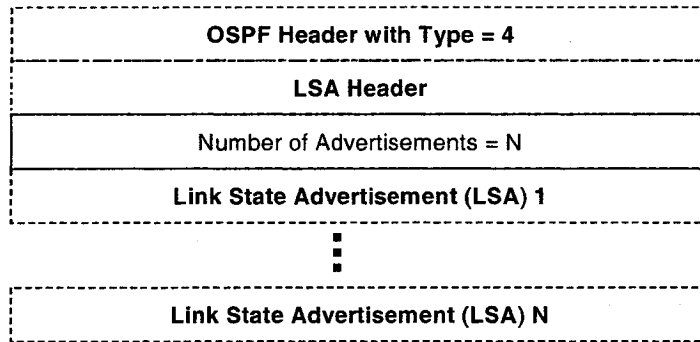 OSPF Header with Type = 4
LSA Header
Number of Advertisements = N
Link State Advertisement (LSA) 1
Link State Advertisement (LSA) N